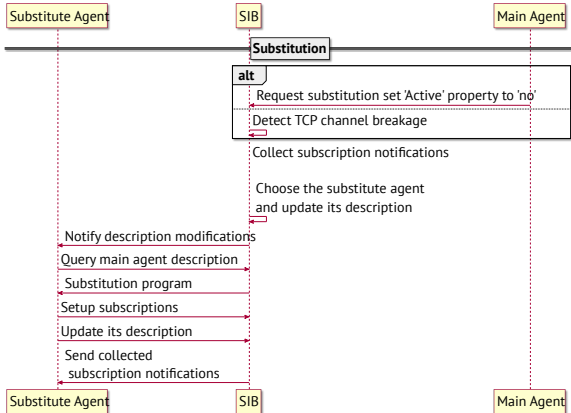 Substitute Agent
SIB
Main Agent
Substitution
alt
Request substitution set 'Active' property to 'no'
Detect TCP channel breakage
Collect subscription notifications
Choose the substitute agent
and update its description
Notify description modifications
Query main agent description
Substitution program
Setup subscriptions
Update its description
Send collected
subscription notifications
Substitute Agent
SIB
Main Agent